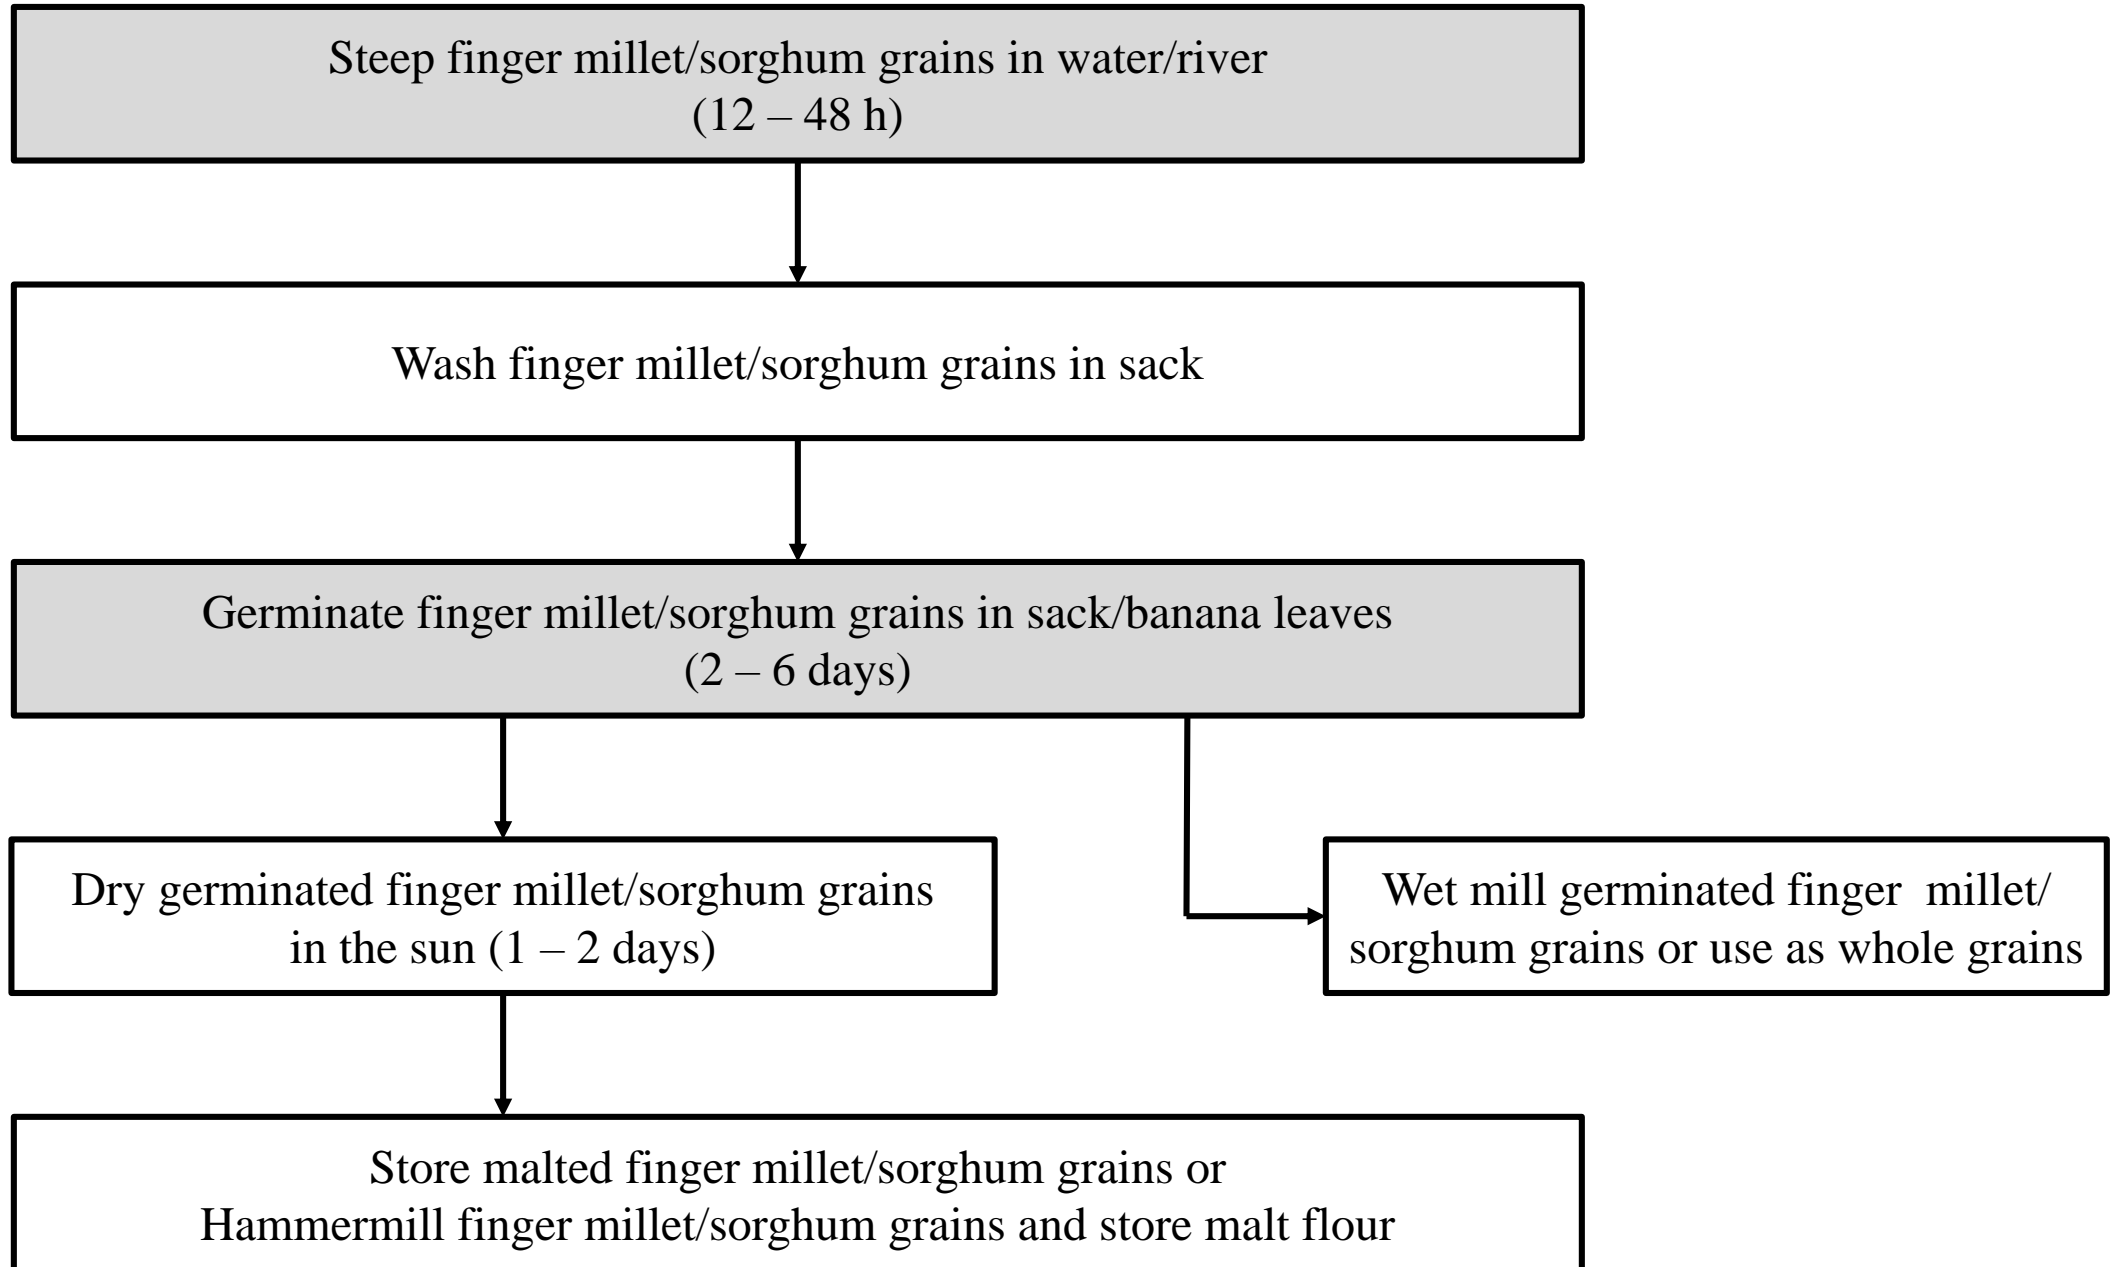 Steep finger millet/sorghum grains in water/river
(12 – 48 h)
Wash finger millet/sorghum grains in sack
Germinate finger millet/sorghum grains in sack/banana leaves
(2 – 6 days)
Dry germinated finger millet/sorghum grains
in the sun (1 – 2 days)
Wet mill germinated finger  millet/
sorghum grains or use as whole grains
Store malted finger millet/sorghum grains or
Hammermill finger millet/sorghum grains and store malt flour